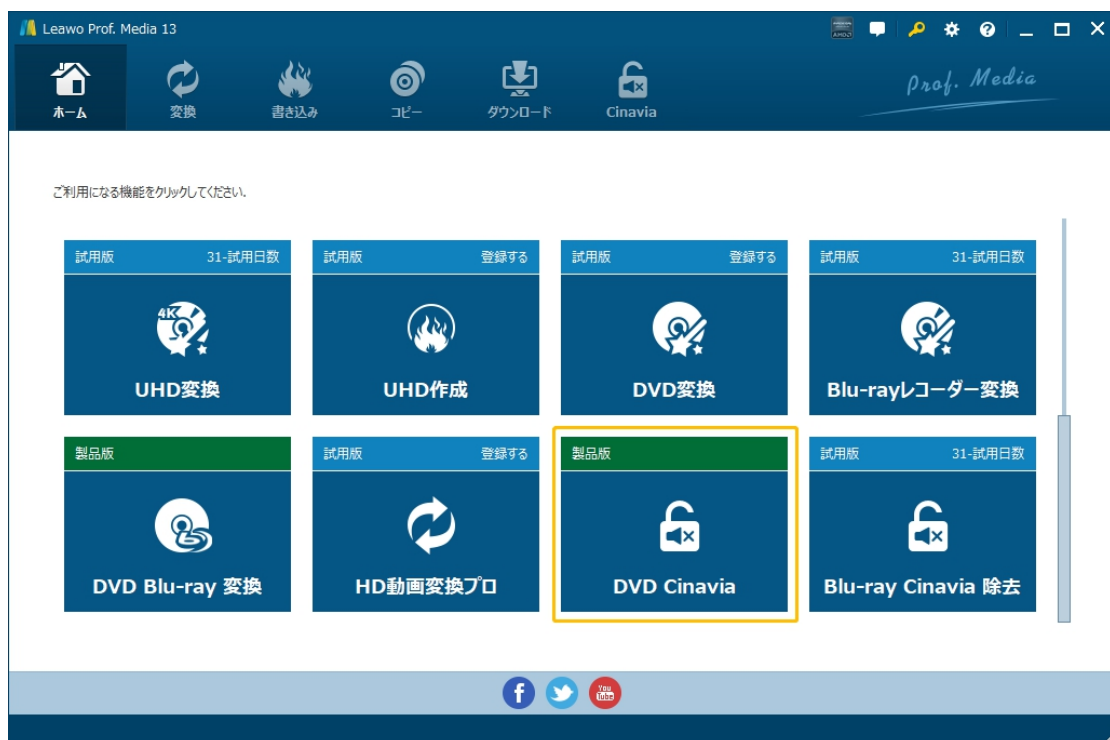 Leawo Prof. Media 13
ホーム 変換 書き込み コピー ダウンロード Cinavia
Prof. Media
ご利用になる機能をクリックしてください.
試用版 31-試用日数 試用版 登録する 試用版 登録する 試用版 31-試用日数
4K
UHD変換 UHD作成 DVD変換 Blu-rayレコーダー変換
製品版 試用版 登録する 製品版 試用版 31-試用日数
DVD Blu-ray 変換 HD動画変換プロ DVD Cinavia Blu-ray Cinavia 除去
f You Tube